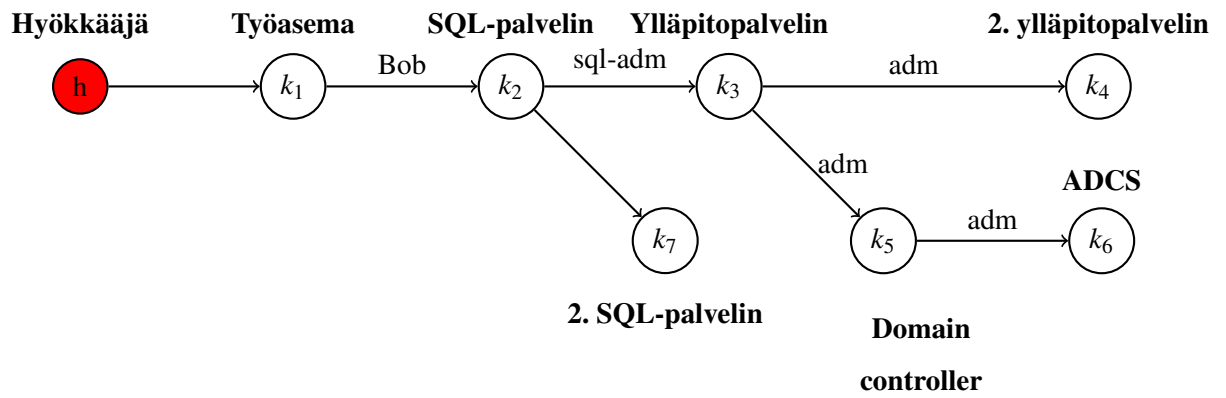 Hyökkääjä
Työasema
SQL-palvelin
Ylläpitopalvelin
2. ylläpitopalvelin
h
k1
Bob
k2
sql-adm
k3
adm
k4
adm
ADCS
k7
k5
adm
k6
2. SQL-palvelin
Domain
controller